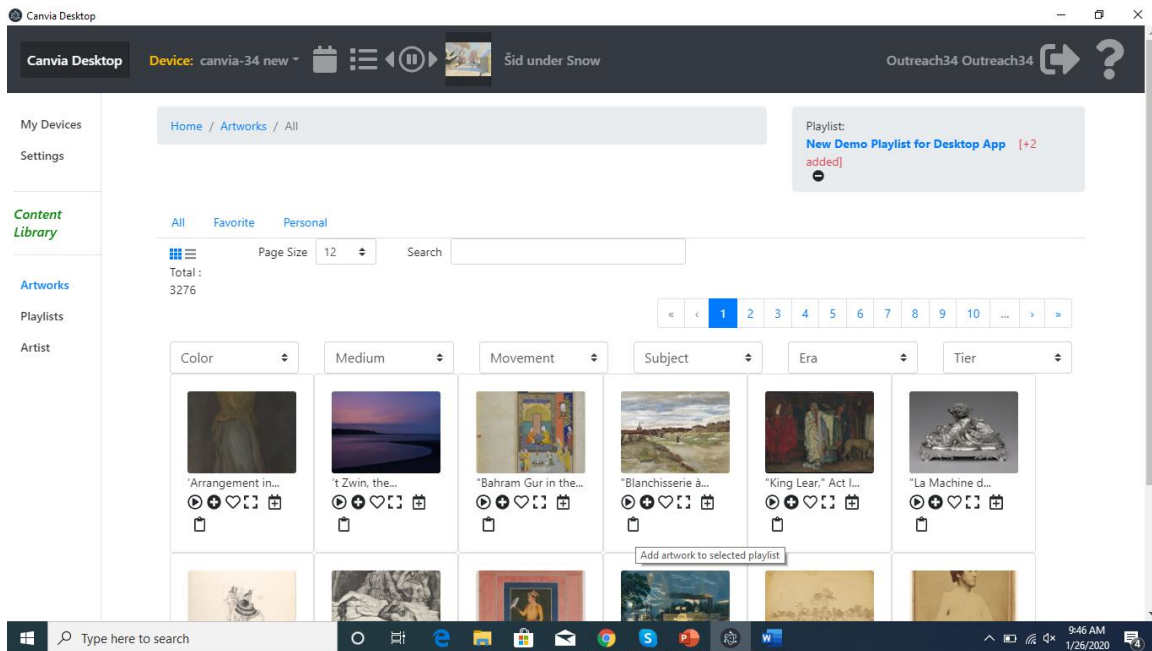 Canvia Desktop
Canvia Desktop
Device: canvia-34 new
Šid under Snow
Outreach34 Outreach34
My Devices
Settings
Content
Library
Artworks
Playlists
Artist
Home / Artworks / All
Playlist:
New Demo Playlist for Desktop App [+2
added]
All Favorite Personal
Page Size 12 Search
Total :
3276
« ‹ 1 2 3 4 5 6 7 8 9 10 ... › »
Color Medium Movement Subject Era Tier
'Arrangement in... 't Zwin, the... "Bahram Gur in the... "Blanchisserie à... "King Lear," Act I... "La Machine d...
Add artwork to selected playlist
Type here to search
9:46 AM
1/26/2020
4